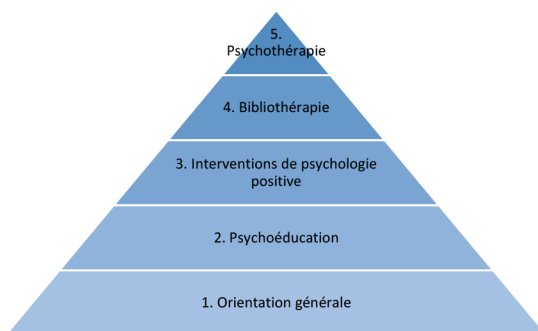 5.
Psychothérapie
4. Bibliothérapie
3. Interventions de psychologie
positive
2. Psychoéducation
1. Orientation générale